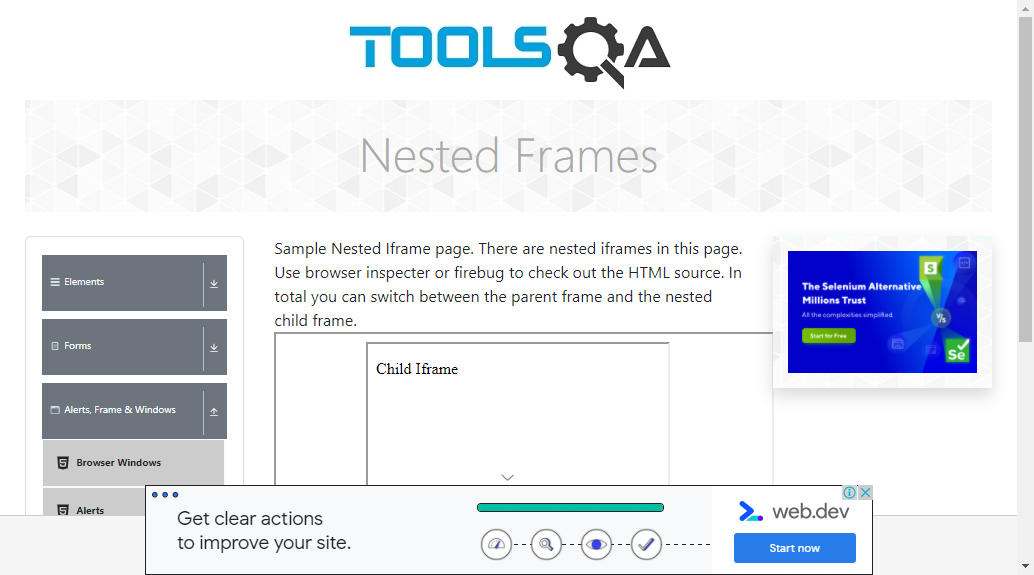 TOOLSQA
Nested Frames
Elements
Forms
Alerts, Frame & Windows
Browser Windows
Alerts
Sample Nested Iframe page. There are nested iframes in this page.
Use browser inspecter or firebug to check out the HTML source. In
total you can switch between the parent frame and the nested
child frame.
Child Iframe
The Selenium Alternative
Millions Trust
All the complexities simplified.
Start for Free
S
V/s
Se
Get clear actions
to improve your site.
web.dev
Start now